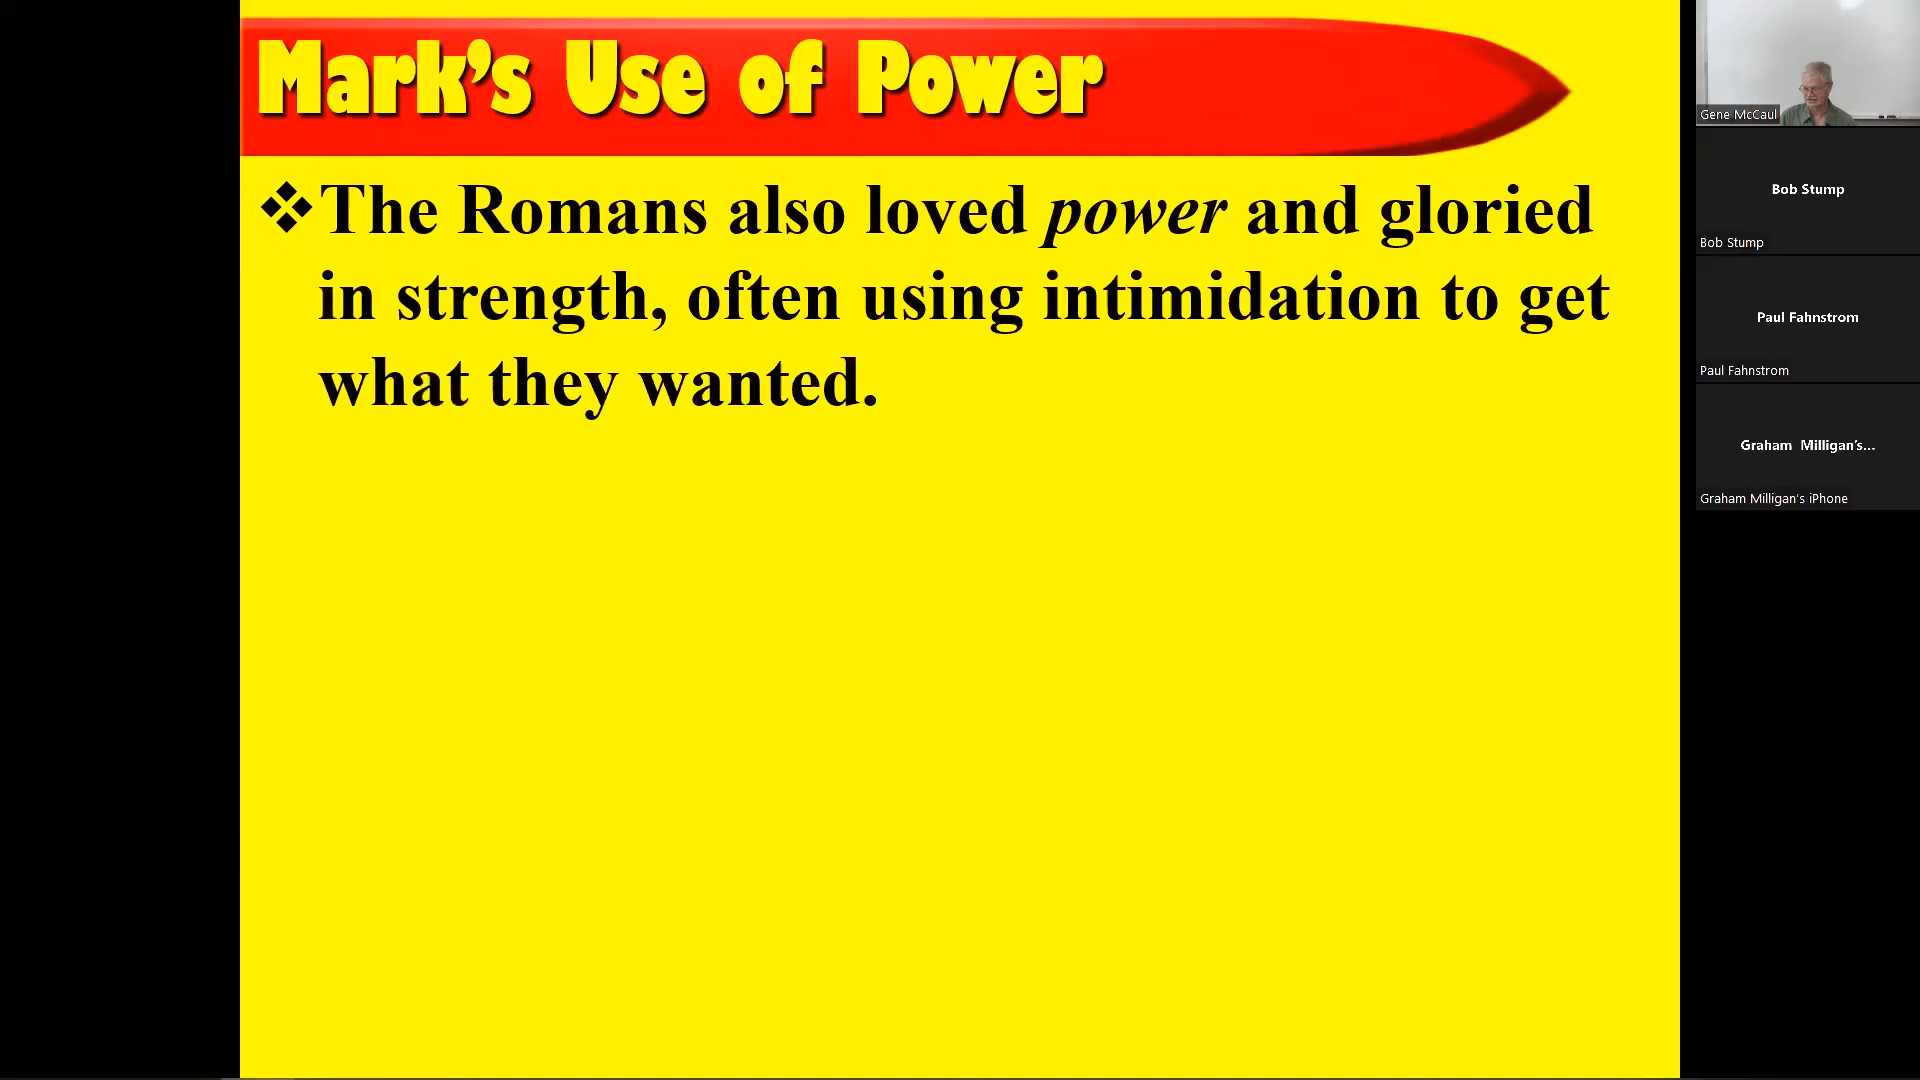 Mark's Use of Power
❖The Romans also loved power and gloried
in strength, often using intimidation to get
what they wanted.
Gene McCaul
Bob Stump
Bob Stump
Paul Fahnstrom
Paul Fahnstrom
Graham Milligan's...
Graham Milligan's iPhone